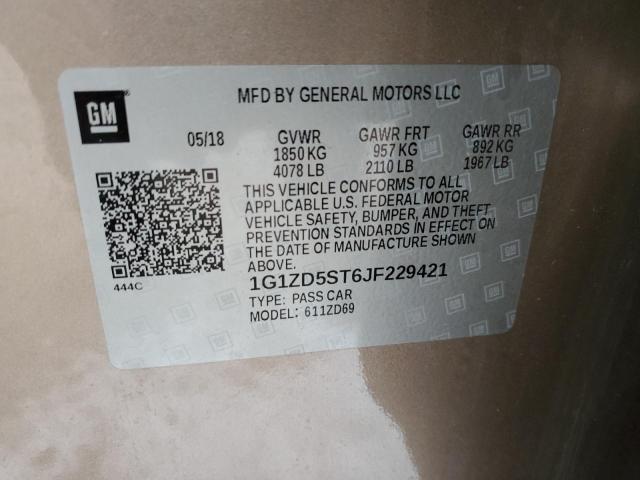 GM
MFD BY GENERAL MOTORS LLC
05/18 GVWR GAWR FRT GAWR RR
1850 KG 957 KG 892 KG
4078 LB 2110 LB 1967 LB
THIS VEHICLE CONFORMS TO ALL
APPLICABLE U.S. FEDERAL MOTOR
VEHICLE SAFETY, BUMPER, AND THEFT
PREVENTION STANDARDS IN EFFECT ON
THE DATE OF MANUFACTURE SHOWN
ABOVE.
444C
1G1ZD5ST6JF229421
TYPE: PASS CAR
MODEL: 611ZD69